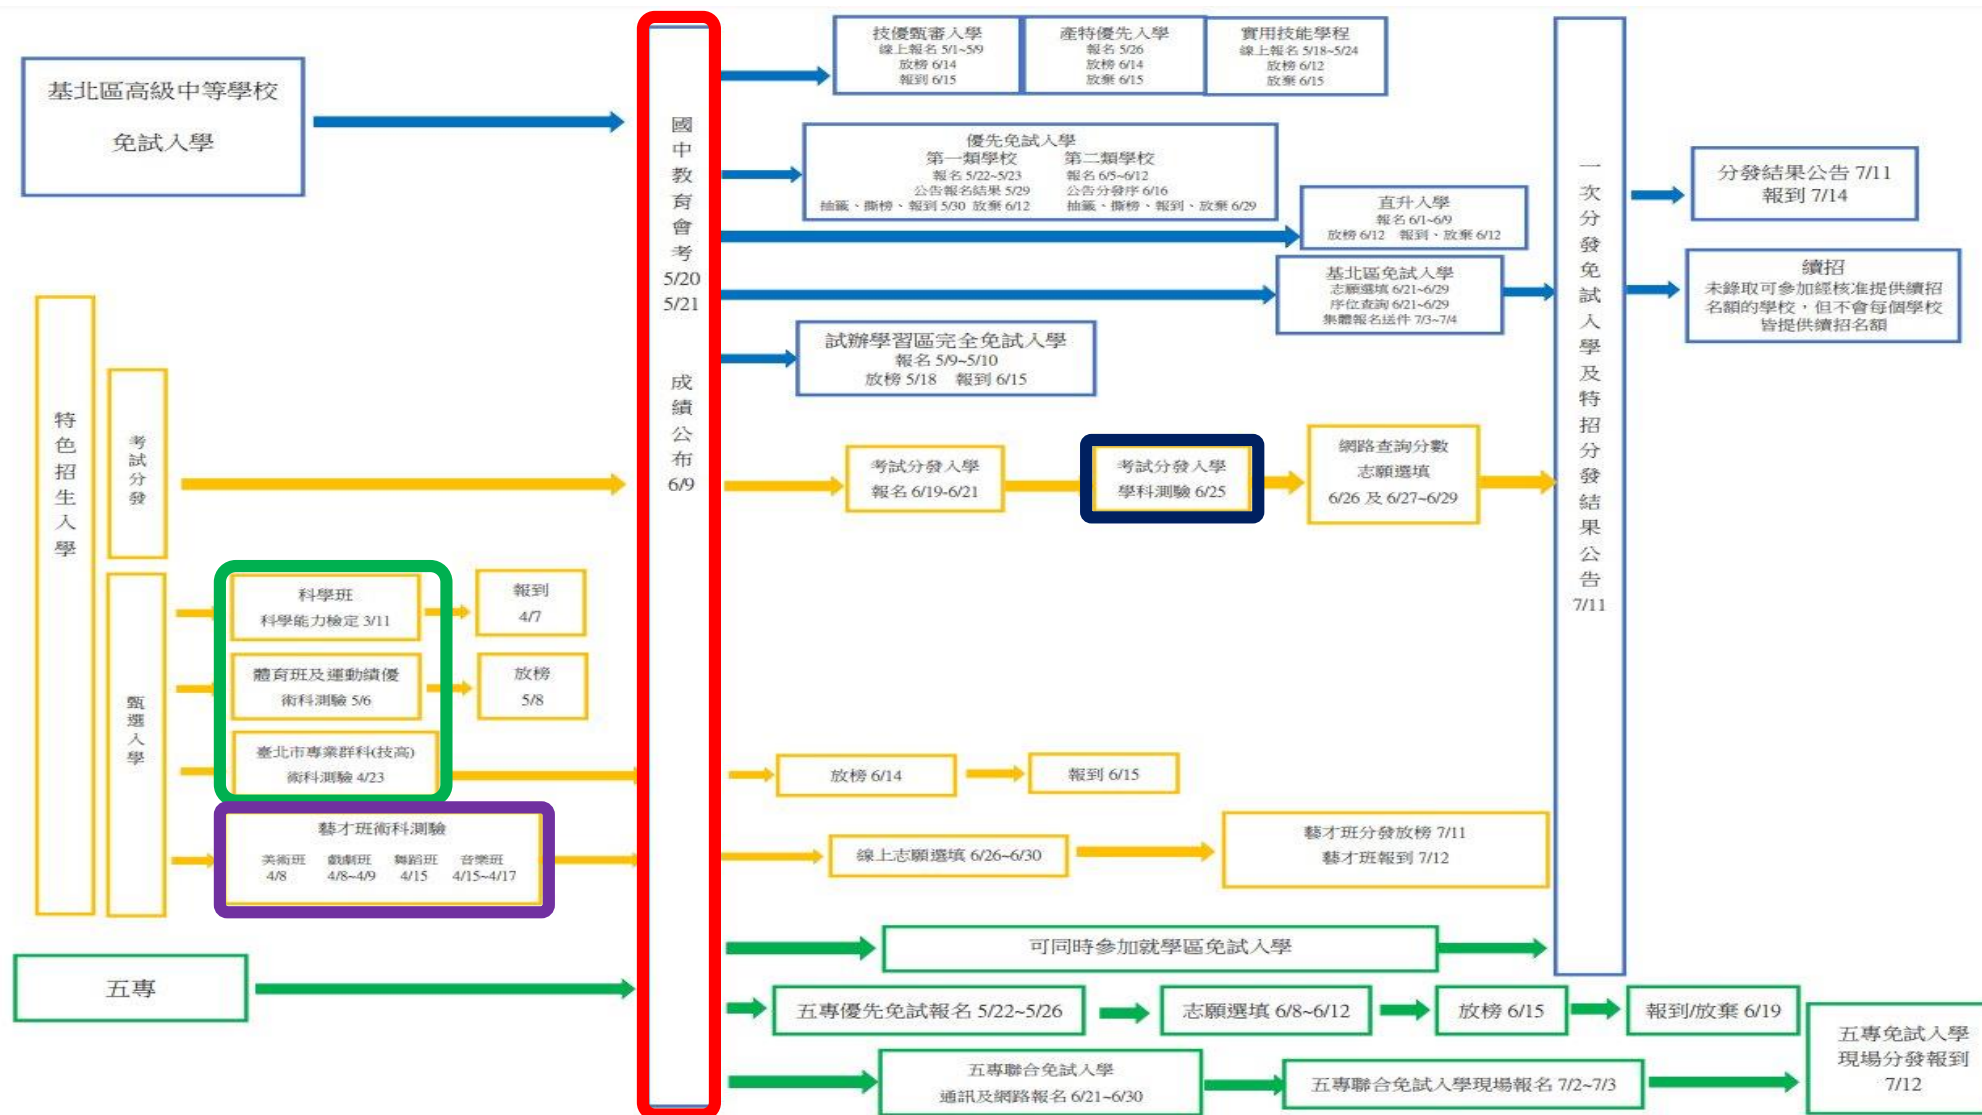 基北區高級中等學校
免試入學
特色招生入學
考試分發
甄選入學
科學班
科學能力檢定 3/11
報到
4/7
體育班及運動績優
術科測驗 5/6
放榜
5/8
臺北市專業群科(技高)
術科測驗 4/23
藝才班術科測驗
美術班 戲劇班 舞蹈班 音樂班
4/8 4/8~4/9 4/15 4/15~4/17
五專
國中教育會考
5/20
5/21
成績公布
6/9
技優甄審入學
線上報名 5/1~5/9
放榜 6/14
報到 6/15
產特優先入學
報名 5/26
放榜 6/14
放棄 6/15
實用技能學程
線上報名 5/18~5/24
放榜 6/12
放棄 6/15
優先免試入學
第一類學校 第二類學校
報名 5/22~5/23 報名 6/5~6/12
公告報名結果 5/29 公告分發序 6/16
抽籤、撕榜、報到 5/30 放棄 6/12 抽籤、撕榜、報到、放棄 6/29
直升入學
報名 6/1~6/9
放榜 6/12 報到、放棄 6/12
基北區免試入學
志願選填 6/21~6/29
序位查詢 6/21~6/29
集體報名送件 7/3~7/4
試辦學習區完全免試入學
報名 5/9~5/10
放榜 5/18 報到 6/15
考試分發入學
報名 6/19-6/21
考試分發入學
學科測驗 6/25
網路查詢分數
志願選填
6/26 及 6/27~6/29
放榜 6/14
報到 6/15
線上志願選填 6/26~6/30
藝才班分發放榜 7/11
藝才班報到 7/12
可同時參加就學區免試入學
五專優先免試報名 5/22~5/26
志願選填 6/8~6/12
放榜 6/15
報到/放棄 6/19
五專聯合免試入學
通訊及網路報名 6/21~6/30
五專聯合免試入學現場報名 7/2~7/3
五專免試入學
現場分發報到
7/12
一次分發免試入學及特招分發結果公告
7/11
分發結果公告 7/11
報到 7/14
續招
未錄取可參加經核准提供續招
名額的學校，但不會每個學校
皆提供續招名額